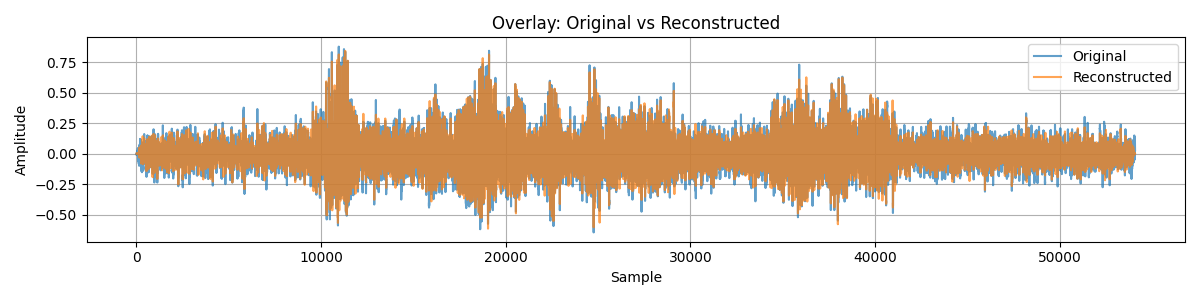 Overlay: Original vs Reconstructed
Original
Reconstructed
Amplitude
0.75
0.50
0.25
0.00
−0.25
−0.50
0
10000
20000
30000
40000
50000
Sample